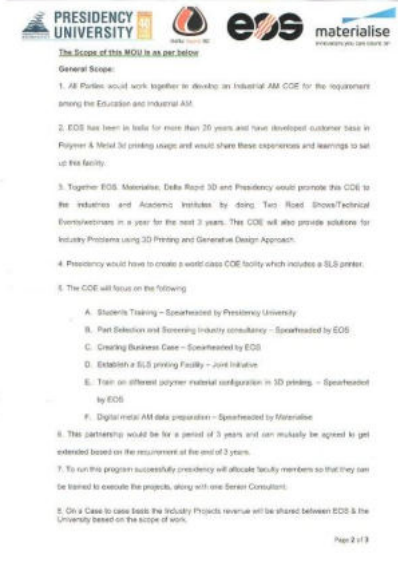 PRESIDENCY
UNIVERSITY
eos
materialise
innovators you can count on
The Scope of this MOU is as per below
General Scope:
1. All Parties would work together to develop an Industrial AM COE for the requirement
among the Education and Industrial AM.
2. EOS has been in India for more than 20 years and have developed customer base in
Polymer & Metal 3d printing usage and would share these experiences and learnings to set
up this facility.
3. Together EOS, Materialise, Delta Rapid 3D and Presidency would promote this COE to
the industries and Academic Institutes by doing Two Road Shows/Technical
Events/webinars in a year for the next 3 years. This COE will also provide solutions for
Industry Problems using 3D Printing and Generative Design Approach.
4. Presidency would have to create a world class COE facility which includes a SLS printer.
5. The COE will focus on the following
A. Students Training – Spearheaded by Presidency University
B. Part Selection and Screening Industry consultancy – Spearheaded by EOS
C. Creating Business Case – Spearheaded by EOS
D. Establish a SLS printing Facility – Joint Initiative
E. Train on different polymer material configuration in 3D printing. – Spearheaded
by EOS
F. Digital metal AM data preparation – Spearheaded by Materialise
6. This partnership would be for a period of 3 years and can mutually be agreed to get
extended based on the requirement at the end of 3 years.
7. To run this program successfully presidency will allocate faculty members so that they can
be trained to execute the projects, along with one Senior Consultant.
8. On a Case to case basis the Industry Projects revenue will be shared between EOS & the
University based on the scope of work.
Page 2 of 3